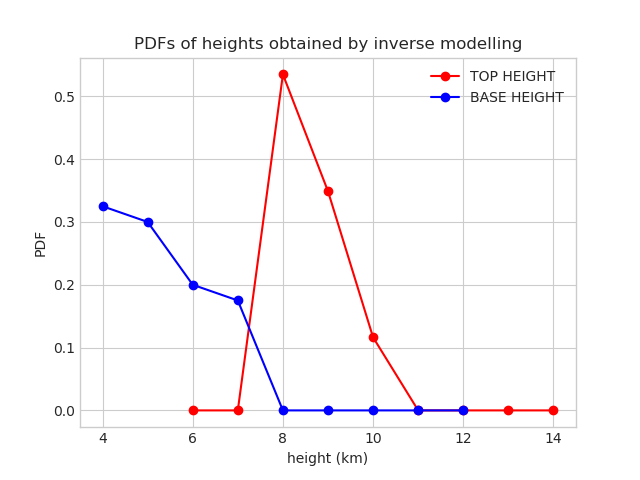 PDFs of heights obtained by inverse modelling
TOP HEIGHT
BASE HEIGHT
PDF
0.5
0.4
0.3
0.2
0.1
0.0
4 6 8 10 12 14
height (km)